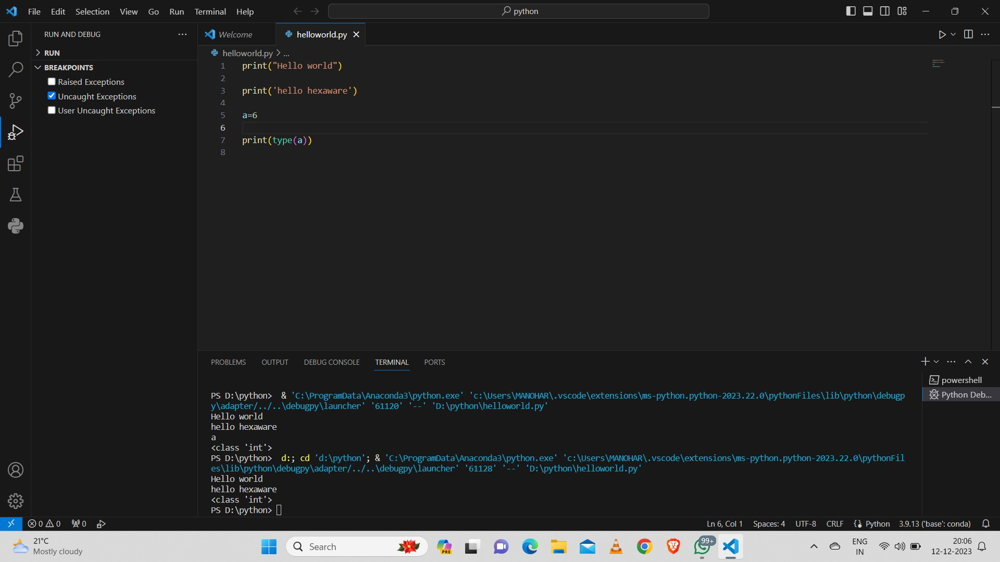 File Edit Selection View Go Run Terminal Help python
RUN AND DEBUG
RUN
BREAKPOINTS
Raised Exceptions
Uncaught Exceptions
User Uncaught Exceptions
Welcome helloworld.py
helloworld.py > ...
1 print("Hello world")
2
3 print('hello hexaware')
4
5 a=6
6
7 print(type(a))
8
PROBLEMS OUTPUT DEBUG CONSOLE TERMINAL PORTS
powershell
Python Deb...
PS D:\python>  & 'C:\ProgramData\Anaconda3\python.exe' 'c:\Users\MANOHAR\.vscode\extensions\ms-python.python-2023.22.0\pythonFiles\lib\python\debugp
y\adapter/../..\debugpy\launcher' '61120' '--' 'D:\python\helloworld.py'
Hello world
hello hexaware
a
<class 'int'>
PS D:\python>  d:; cd 'd:\python'; & 'C:\ProgramData\Anaconda3\python.exe' 'c:\Users\MANOHAR\.vscode\extensions\ms-python.python-2023.22.0\pythonFil
es\lib\python\debugpy\adapter/../..\debugpy\launcher' '61128' '--' 'D:\python\helloworld.py'
Hello world
hello hexaware
<class 'int'>
PS D:\python>
0 0 0 Ln 6, Col 1 Spaces: 4 UTF-8 CRLF Python 3.9.13 ('base': conda)
21°C
Mostly cloudy
Search
PRE
99+
ENG
IN
20:06
12-12-2023